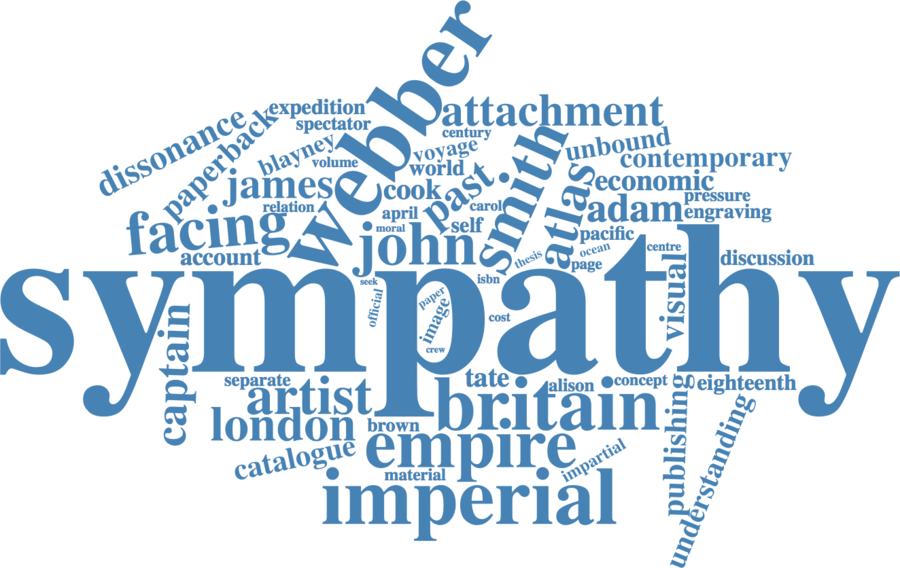 webber
expedition
attachment
spectator
dissonance
paperback
century
unbound
blayney
voyage
contemporary
volume
world
smith
james
cook
past
atlas
economic
pressure
relation
april
carol
adam
engraving
facing
moral
self
john
pacific
account
thesis
ocean
centre
page
discussion
seek
isbn
sympathy
official
paper
image
visual
cost
crew
captain
separate
tate
alison
concept
eighteenth
artist
britain
london
brown
publishing
empire
catalogue
impartial
understanding
material
imperial